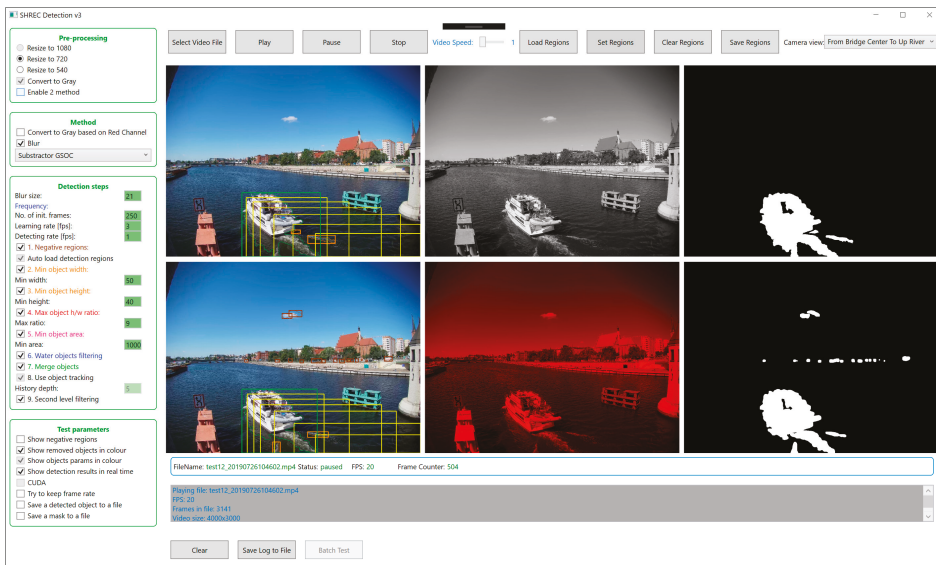 SHREC Detection v3
Pre-processing
Resize to 1080
Resize to 720
Resize to 540
Convert to Gray
Enable 2 method
Method
Convert to Gray based on Red Channel
Blur
Substractor GSOC
Detection steps
Blur size: 21
Frequency:
No. of init. frames: 250
Learning rate [fps]: 3
Detecting rate [fps]: 1
1. Negative regions:
Auto load detection regions
2. Min object width:
Min width: 50
3. Min object height:
Min height: 40
4. Max object h/w ratio:
Max ratio: 9
5. Min object area:
Min area: 1000
6. Water objects filtering
7. Merge objects
8. Use object tracking
History depth: 5
9. Second level filtering
Test parameters
Show negative regions
Show removed objects in colour
Show objects params in colour
Show detection results in real time
CUDA
Try to keep frame rate
Save a detected object to a file
Save a mask to a file
Select Video File Play Pause Stop Video Speed: 1 Load Regions Set Regions Clear Regions Save Regions Camera view: From Bridge Center To Up River
FileName: test12_20190726104602.mp4 Status: paused FPS: 20 Frame Counter: 504
Playing file: test12_20190726104602.mp4
FPS: 20
Frames in file: 3141
Video size: 4000x3000
Clear Save Log to File Batch Test